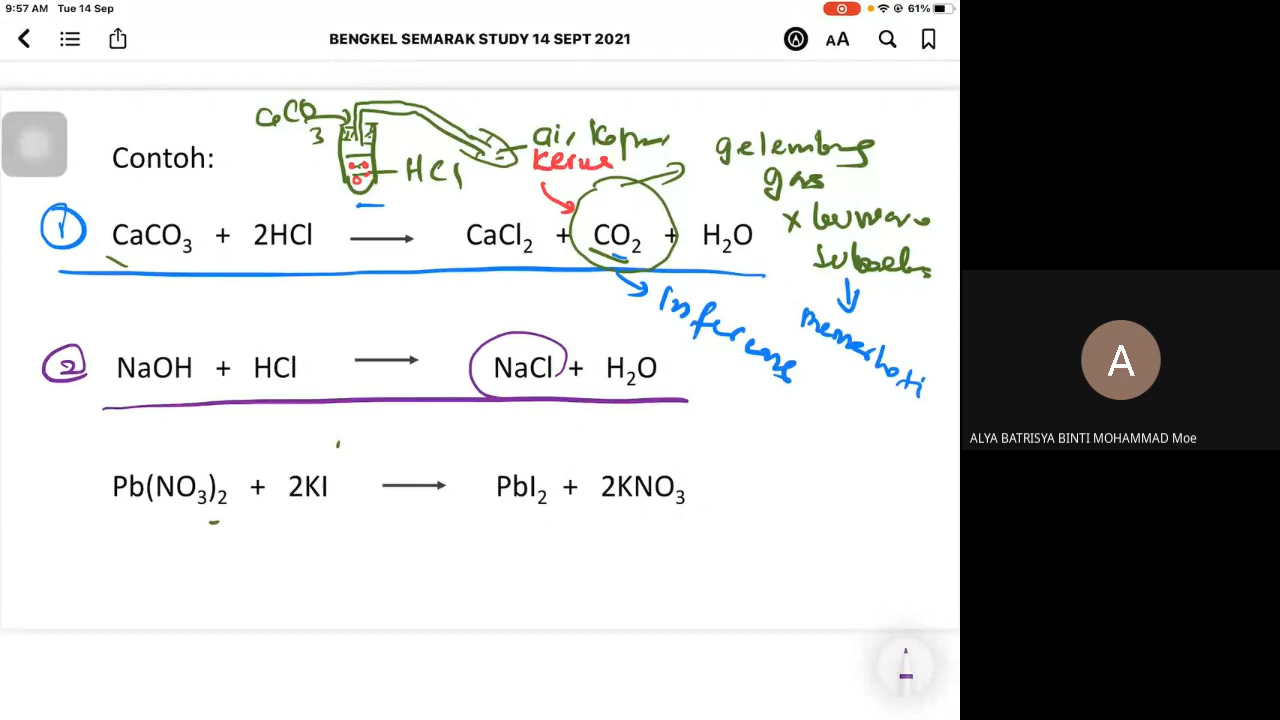 9:57 AM Tue 14 Sep
61%
BENGKEL SEMARAK STUDY 14 SEPT 2021
AA
CaCO3
air kapur
keruh
HCl
gelembung
gas
x berwarna
Contoh:
1
CaCO₃ + 2HCl → CaCl₂ + CO₂ + H₂O
Inferens
Pemerhati
2
NaOH + HCl → NaCl + H₂O
Pb(NO₃)₂ + 2KI → PbI₂ + 2KNO₃
A
ALYA BATRISYA BINTI MOHAMMAD Moe